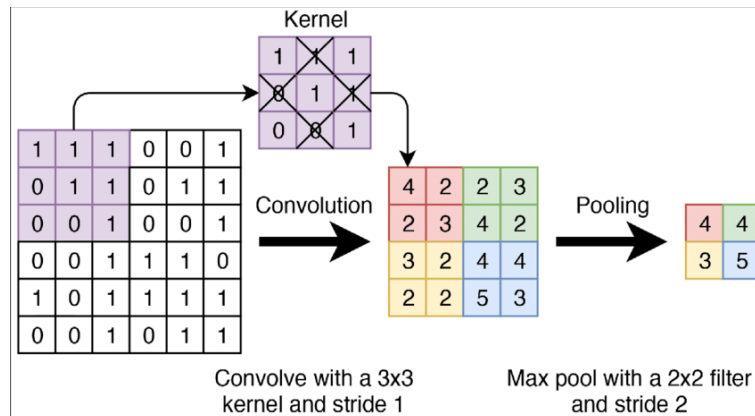 Kernel
1 1 1
0 1 1
0 0 1
1 1 1 0 0 1
0 1 1 0 1 1
0 0 1 0 0 1
0 0 1 1 1 0
1 0 1 1 1 1
0 0 1 0 1 1
Convolution
4 2 2 3
2 3 4 2
3 2 4 4
2 2 5 3
Pooling
4 4
3 5
Convolve with a 3x3
kernel and stride 1
Max pool with a 2x2 filter
and stride 2